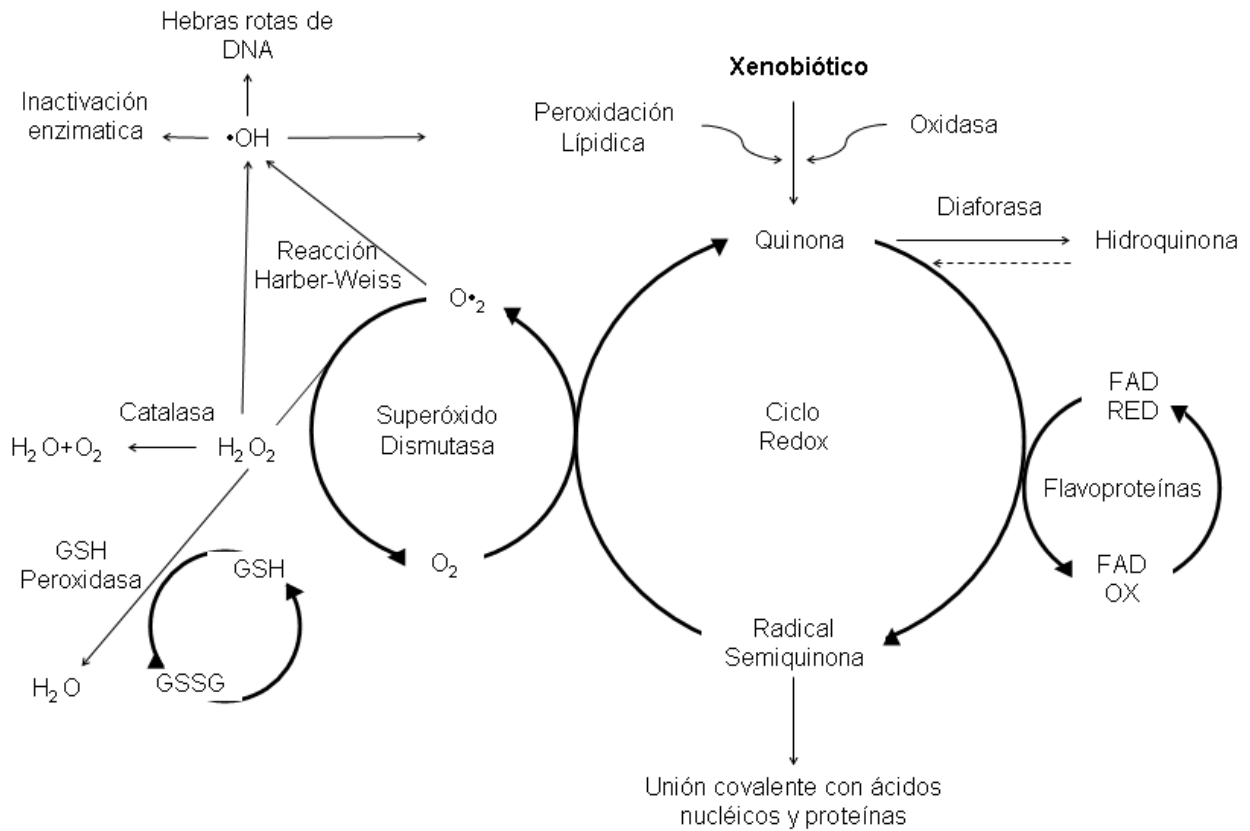 Hebras rotas de
DNA
Xenobiótico
Inactivación
enzimatica
•OH
Peroxidación
Lípidica
Oxidasa
Diaforasa
Quinona
Hidroquinona
Reacción
Harber-Weiss
O•₂
FAD
RED
Catalasa
Superóxido
Dismutasa
Ciclo
Redox
H₂O+O₂
H₂O₂
Flavoproteínas
GSH
Peroxidasa
GSH
O₂
FAD
OX
Radical
Semiquinona
H₂O
GSSG
Unión covalente con ácidos
nucléicos y proteínas